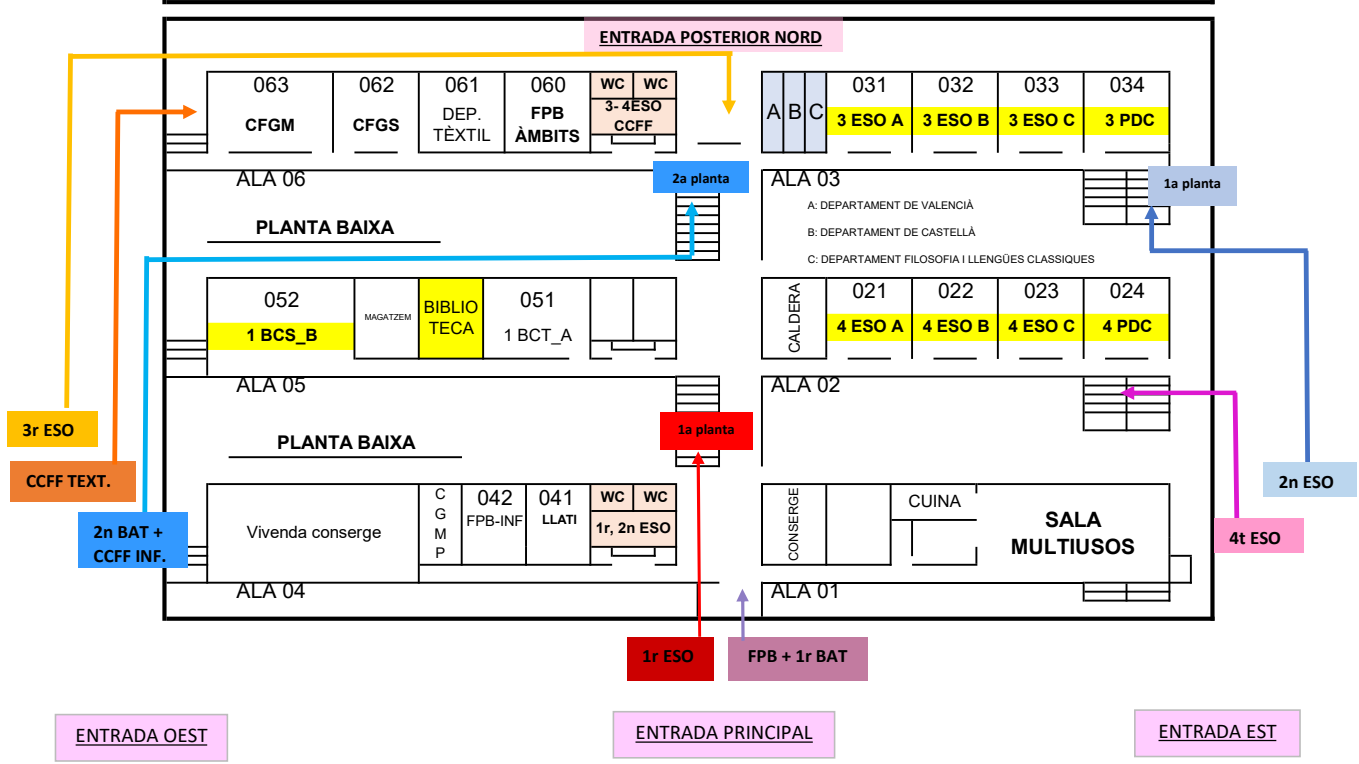 ENTRADA POSTERIOR NORD
063
CFGM
062
CFGS
061
DEP.
TÈXTIL
060
FPB
ÀMBITS
WC WC
3- 4ESO
CCFF
A B C
031
3 ESO A
032
3 ESO B
033
3 ESO C
034
3 PDC
ALA 06
2a planta
ALA 03
1a planta
A: DEPARTAMENT DE VALENCIÀ
B: DEPARTAMENT DE CASTELLÀ
C: DEPARTAMENT FILOSOFIA I LLENGÜES CLASSIQUES
PLANTA BAIXA
052
1 BCS_B
MAGATZEM
BIBLIO
TECA
051
1 BCT_A
CALDERA
021
4 ESO A
022
4 ESO B
023
4 ESO C
024
4 PDC
ALA 05
ALA 02
3r ESO
1a planta
PLANTA BAIXA
CCFF TEXT.
2n ESO
2n BAT +
CCFF INF.
4t ESO
Vivenda conserge
C
G
M
P
042
FPB-INF
041
LLATI
WC WC
1r, 2n ESO
CONSERGE
CUINA
SALA
MULTIUSOS
ALA 04
ALA 01
1r ESO
FPB + 1r BAT
ENTRADA OEST
ENTRADA PRINCIPAL
ENTRADA EST